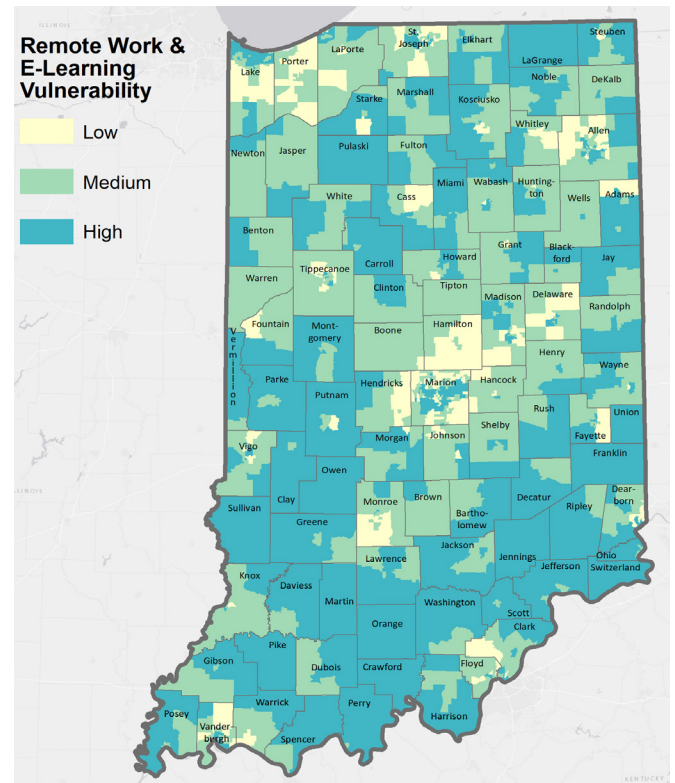 ILLINOIS
Remote Work &
E-Learning
Vulnerability
Low
Medium
High
Lake
Porter
LaPorte
St.
Joseph
Elkhart
LaGrange
Steuben
Noble
DeKalb
Starke
Marshall
Kosciusko
Whitley
Allen
Newton
Jasper
Pulaski
Fulton
Miami
Wabash
Hunting-
ton
Wells
Adams
White
Cass
Benton
Carroll
Howard
Grant
Black-
ford
Jay
Warren
Tippecanoe
Clinton
Tipton
Madison
Delaware
Randolph
Fountain
Mont-
gomery
Boone
Hamilton
Henry
Wayne
Vermillion
Parke
Putnam
Hendricks
Marion
Hancock
Rush
Fayette
Union
Vigo
Morgan
Johnson
Shelby
Franklin
Owen
Clay
Sullivan
Greene
Monroe
Brown
Bartho-
lomew
Decatur
Ripley
Dear-
born
ILLINOIS
Lawrence
Jackson
Jennings
Jefferson
Ohio
Switzerland
Knox
Daviess
Martin
Orange
Washington
Scott
Clark
Gibson
Pike
Dubois
Crawford
Floyd
Posey
Vander-
burgh
Warrick
Spencer
Perry
Harrison
KENTUCKY